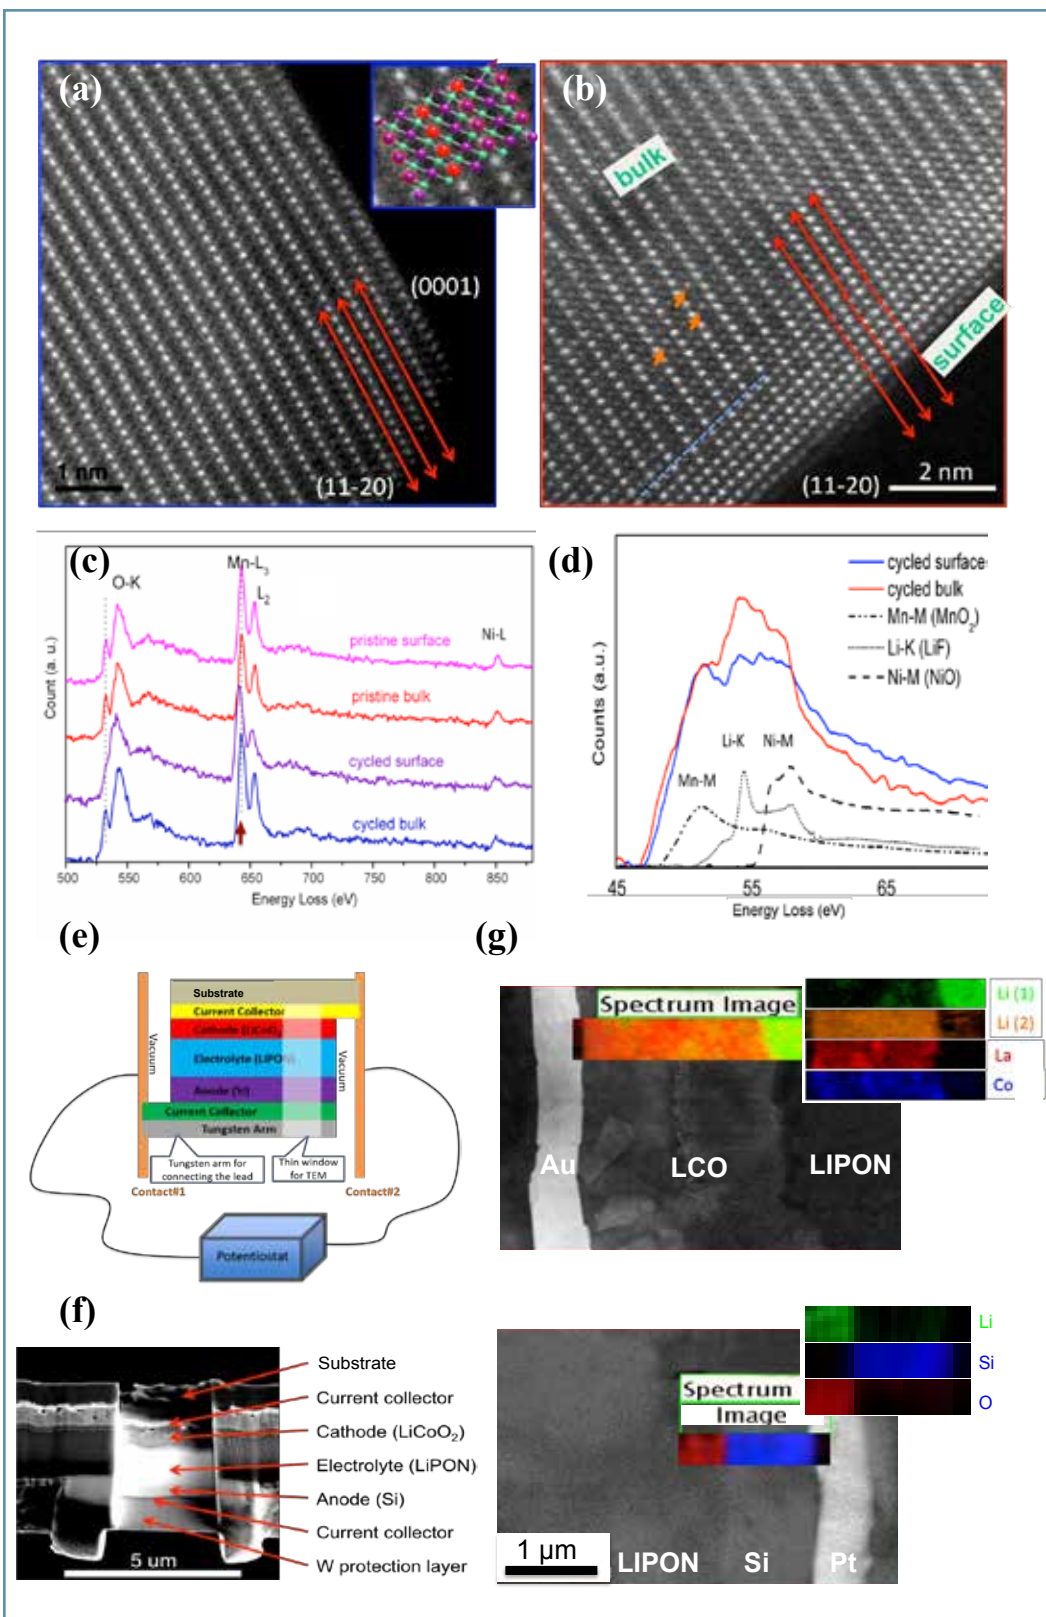 (a)
(0001)
1 nm
(11-20)
(b)
bulk
surface
(11-20)
2 nm
(c)
O-K
Mn-L3
L2
Ni-L
pristine surface
pristine bulk
cycled surface
cycled bulk
Count (a. u.)
500 550 600 650 700 750 800 850
Energy Loss (eV)
(d)
cycled surface
cycled bulk
Mn-M (MnO2)
Li-K (LiF)
Ni-M (NiO)
Counts (a.u.)
Li-K
Ni-M
Mn-M
45 55 65
Energy Loss (eV)
(e)
Substrate
Current Collector
Cathode (LiCoO2
Electrolyte (LIPON)
Anode (Si)
Current Collector
Tungsten Arm
Vacuum
Vacuum
Tungsten arm for
connecting the lead
Thin window
for TEM
Contact#1
Contact#2
Potentiostat
(f)
Substrate
Current collector
Cathode (LiCoO2)
Electrolyte (LiPON)
Anode (Si)
Current collector
W protection layer
5 um
(g)
Spectrum Image
Li (1)
Li (2)
La
Co
Au
LCO
LIPON
Li
Si
O
Spectrum
Image
1 μm
LIPON
Si
Pt